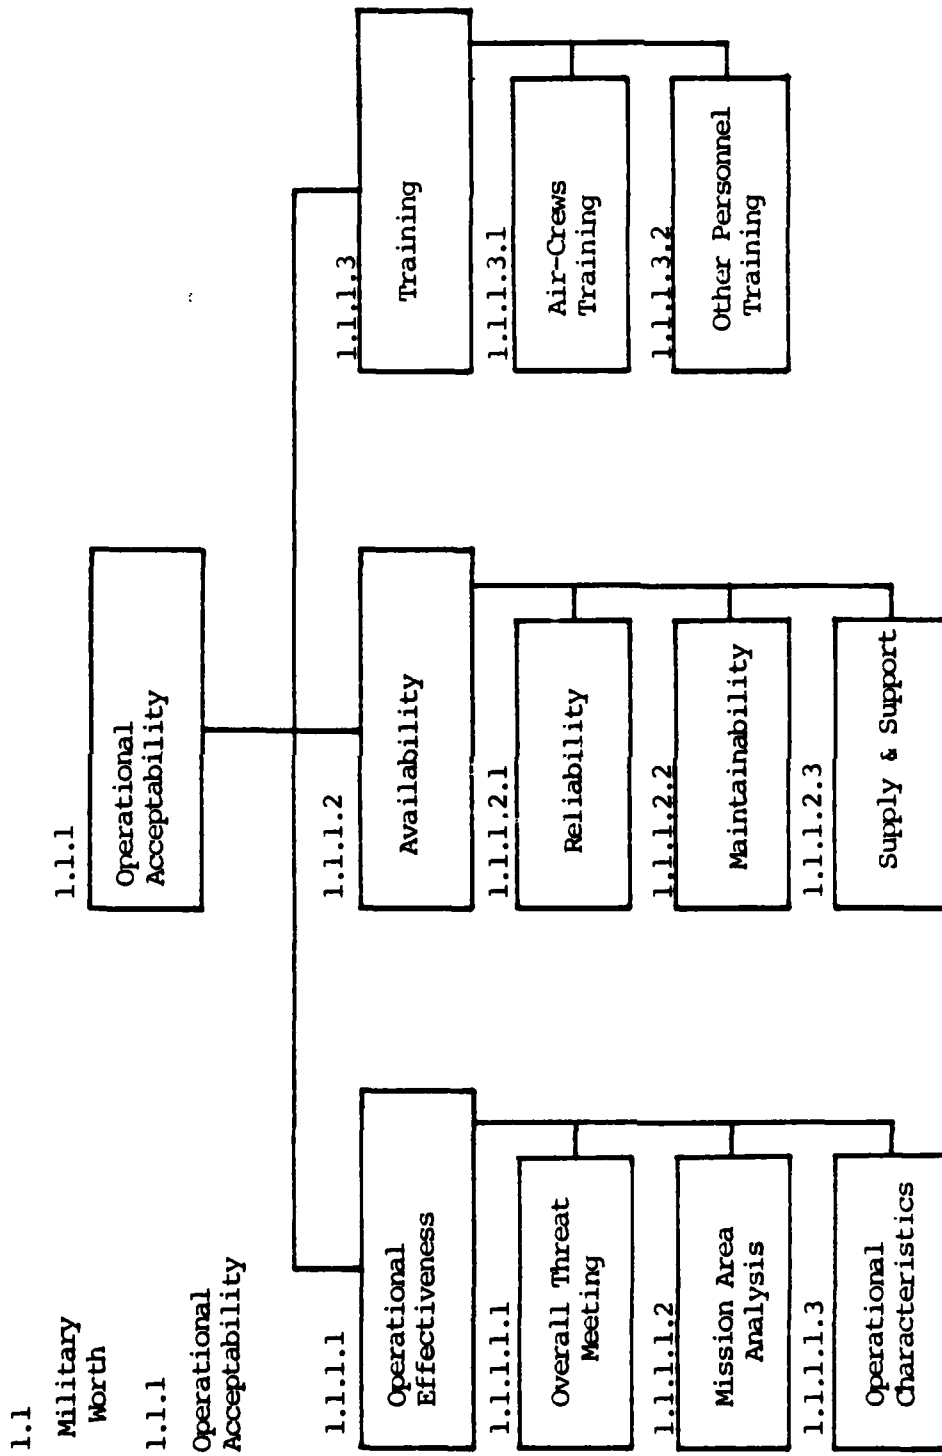 1.1
Military
Worth
1.1.1
Operational
Acceptability
1.1.1
Operational
Acceptability
1.1.1.1
Operational
Effectiveness
1.1.1.1.1
Overall Threat
Meeting
1.1.1.1.2
Mission Area
Analysis
1.1.1.1.3
Operational
Characteristics
1.1.1.2
Availability
1.1.1.2.1
Reliability
1.1.1.2.2
Maintainability
1.1.1.2.3
Supply & Support
1.1.1.3
Training
1.1.1.3.1
Air-Crews
Training
1.1.1.3.2
Other Personnel
Training